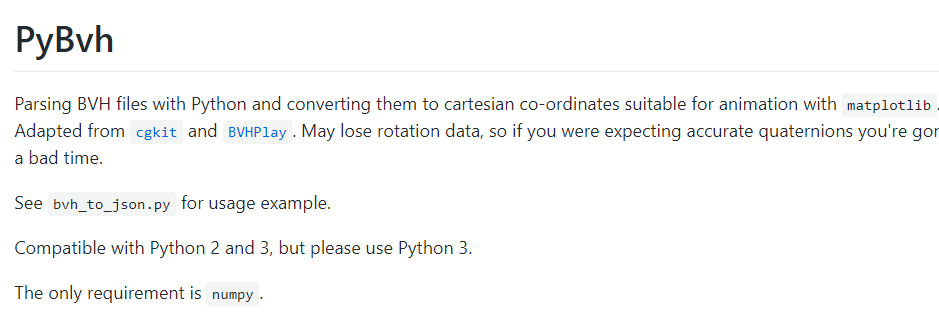 PyBvh
Parsing BVH files with Python and converting them to cartesian co-ordinates suitable for animation with matplotlib.
Adapted from cgkit and BVHPlay. May lose rotation data, so if you were expecting accurate quaternions you're
a bad time.
See bvh_to_json.py for usage example.
Compatible with Python 2 and 3, but please use Python 3.
The only requirement is numpy.